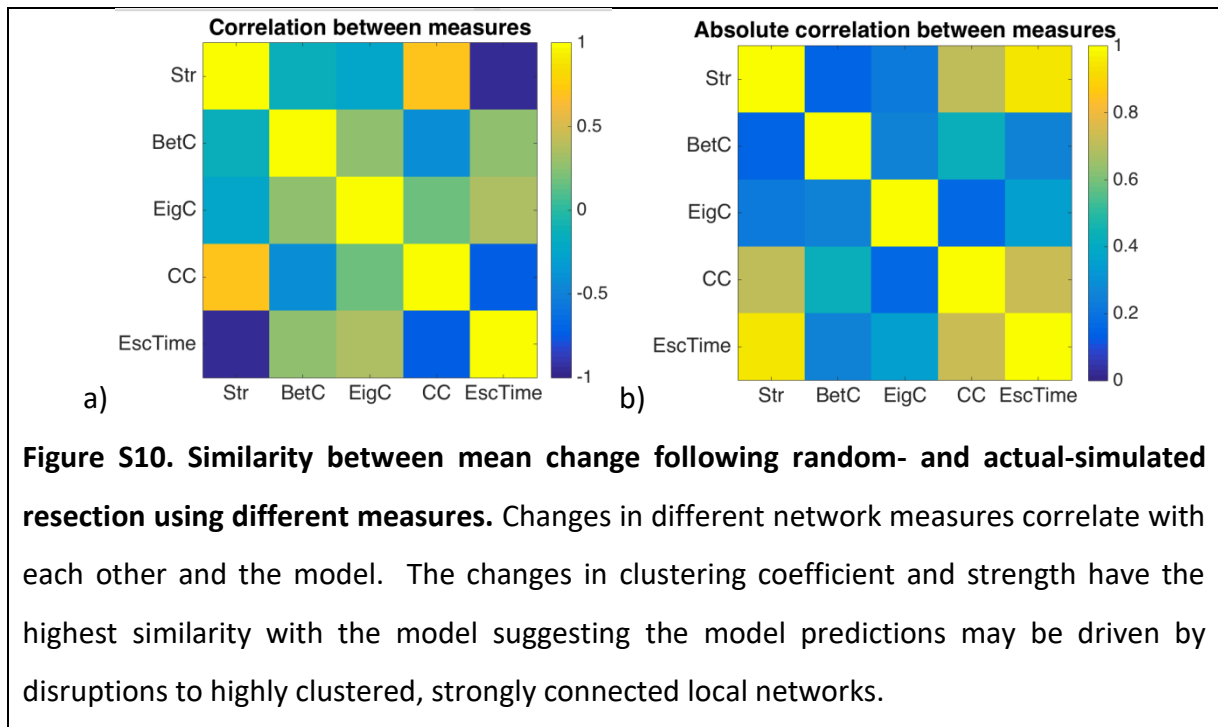 Correlation between measures
Str
BetC
EigC
CC
EscTime
Str BetC EigC CC EscTime
1
0.5
0
-0.5
-1
a)
Absolute correlation between measures
Str
BetC
EigC
CC
EscTime
Str BetC EigC CC EscTime
1
0.8
0.6
0.4
0.2
0
b)
Figure S10. Similarity between mean change following random- and actual-simulated
resection using different measures. Changes in different network measures correlate with
each other and the model. The changes in clustering coefficient and strength have the
highest similarity with the model suggesting the model predictions may be driven by
disruptions to highly clustered, strongly connected local networks.